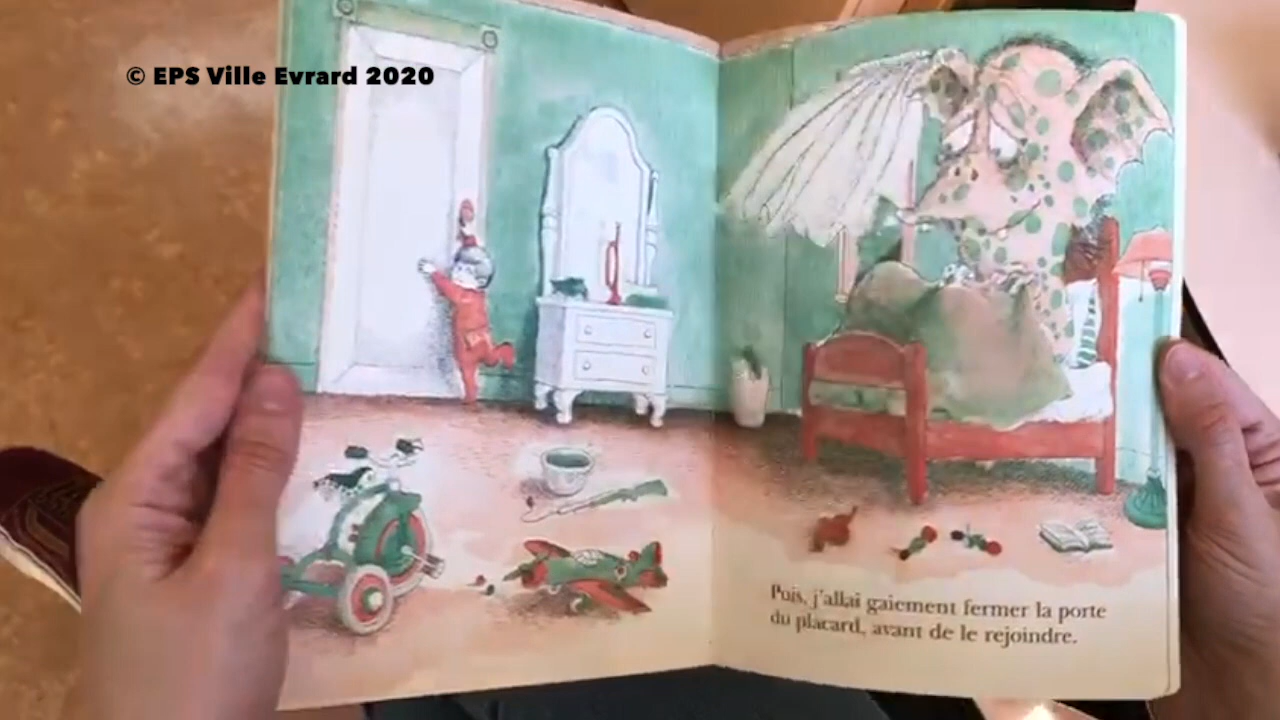 © EPS Ville Evrard 2020
Puis, j'allai gaiement fermer la porte
du placard, avant de le rejoindre.